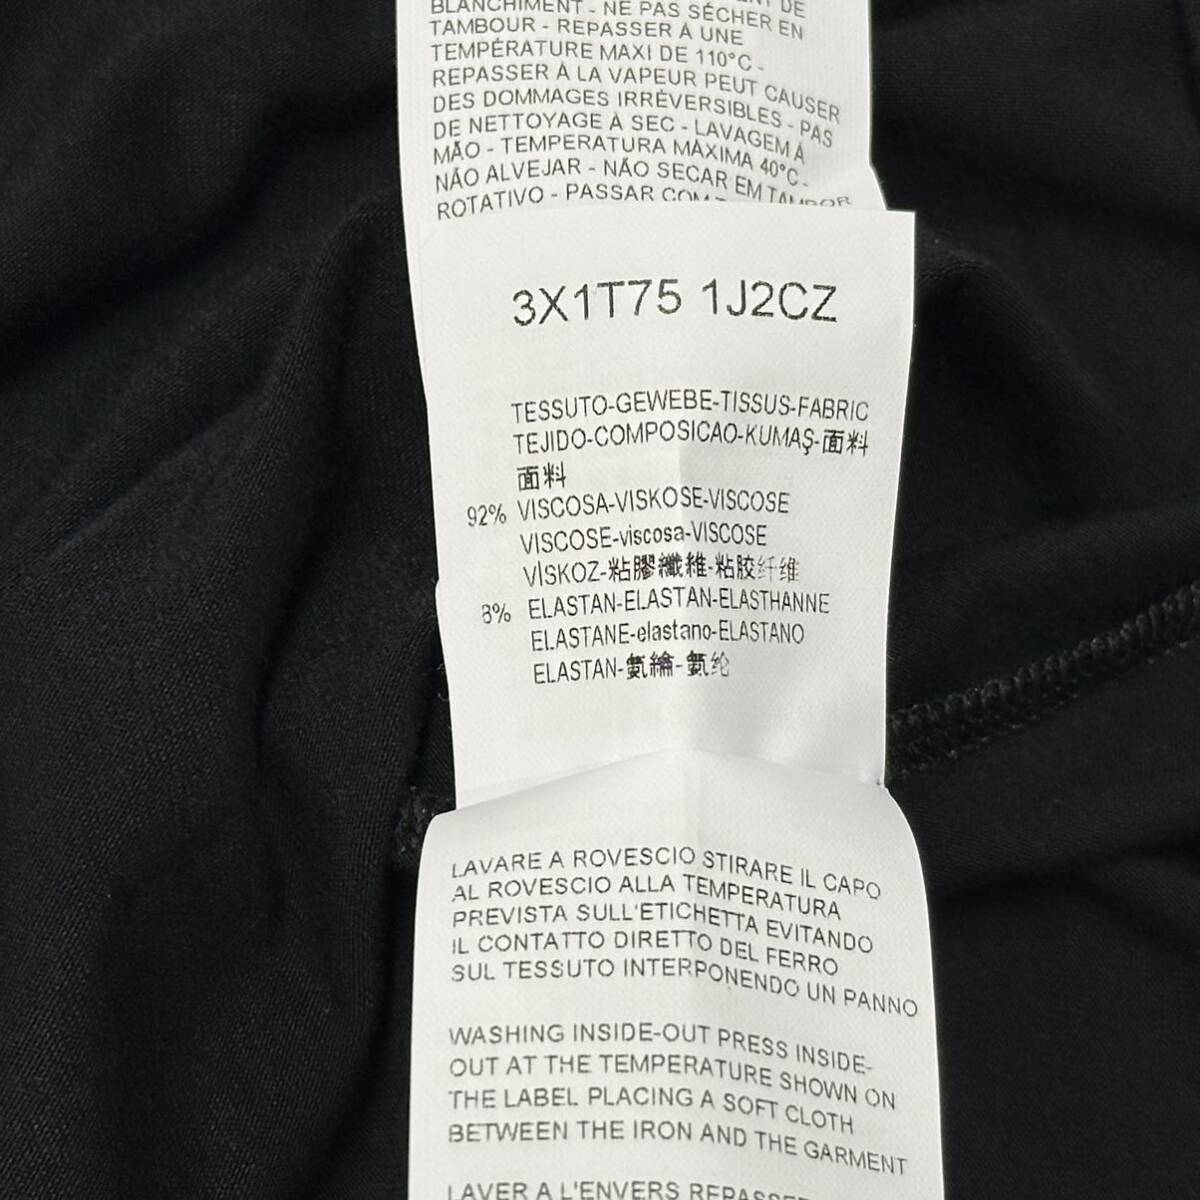 BLANCHIMENT - NE PAS SÉCHER EN
TAMBOUR - REPASSER À UNE
TEMPÉRATURE MAXI DE 110°C -
REPASSER À LA VAPEUR PEUT CAUSER
DES DOMMAGES IRRÉVERSIBLES - PAS
DE NETTOYAGE À SEC - LAVAGEM À
MÃO - TEMPERATURA MÁXIMA 40°C -
NÃO ALVEJAR - NÃO SECAR EM TAMBOR
ROTATIVO - PASSAR COM
3X1T75 1J2CZ
TESSUTO-GEWEBE-TISSUS-FABRIC
TEJIDO-COMPOSICAO-KUMAŞ-面料
面料
92% VISCOSA-VISKOSE-VISCOSE
VISCOSE-viscosa-VISCOSE
VİSKOZ-粘膠纖維-粘胶纤维
8% ELASTAN-ELASTAN-ELASTHANNE
ELASTANE-elastano-ELASTANO
ELASTAN-氨綸-氨纶
LAVARE A ROVESCIO STIRARE IL CAPO
AL ROVESCIO ALLA TEMPERATURA
PREVISTA SULL'ETICHETTA EVITANDO
IL CONTATTO DIRETTO DEL FERRO
SUL TESSUTO INTERPONENDO UN PANNO
WASHING INSIDE-OUT PRESS INSIDE-
OUT AT THE TEMPERATURE SHOWN ON
THE LABEL PLACING A SOFT CLOTH
BETWEEN THE IRON AND THE GARMENT
LAVER A L'ENVERS